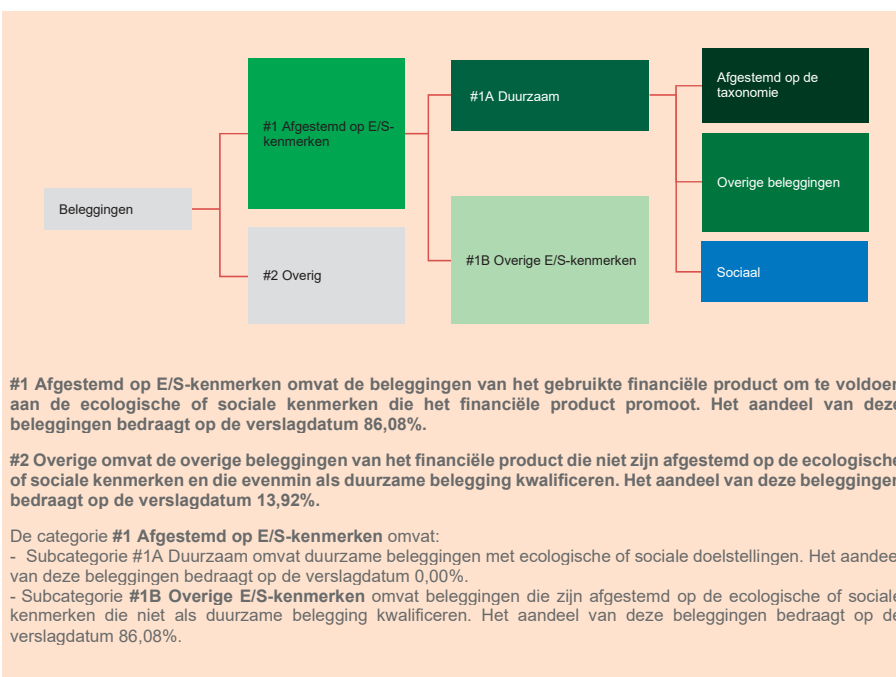 Afgestemd op de
taxonomie
#1A Duurzaam
#1 Afgestemd op E/S-
kenmerken
Overige beleggingen
Beleggingen
#1B Overige E/S-kenmerken
#2 Overig
Sociaal
#1 Afgestemd op E/S-kenmerken omvat de beleggingen van het gebruikte financiële product om te voldoen
aan de ecologische of sociale kenmerken die het financiële product promoot. Het aandeel van deze
beleggingen bedraagt op de verslagdatum 86,08%.
#2 Overige omvat de overige beleggingen van het financiële product die niet zijn afgestemd op de ecologische
of sociale kenmerken en die evenmin als duurzame belegging kwalificeren. Het aandeel van deze beleggingen
bedraagt op de verslagdatum 13,92%.
De categorie #1 Afgestemd op E/S-kenmerken omvat:
- Subcategorie #1A Duurzaam omvat duurzame beleggingen met ecologische of sociale doelstellingen. Het aandeel
van deze beleggingen bedraagt op de verslagdatum 0,00%.
- Subcategorie #1B Overige E/S-kenmerken omvat beleggingen die zijn afgestemd op de ecologische of sociale
kenmerken die niet als duurzame belegging kwalificeren. Het aandeel van deze beleggingen bedraagt op de
verslagdatum 86,08%.